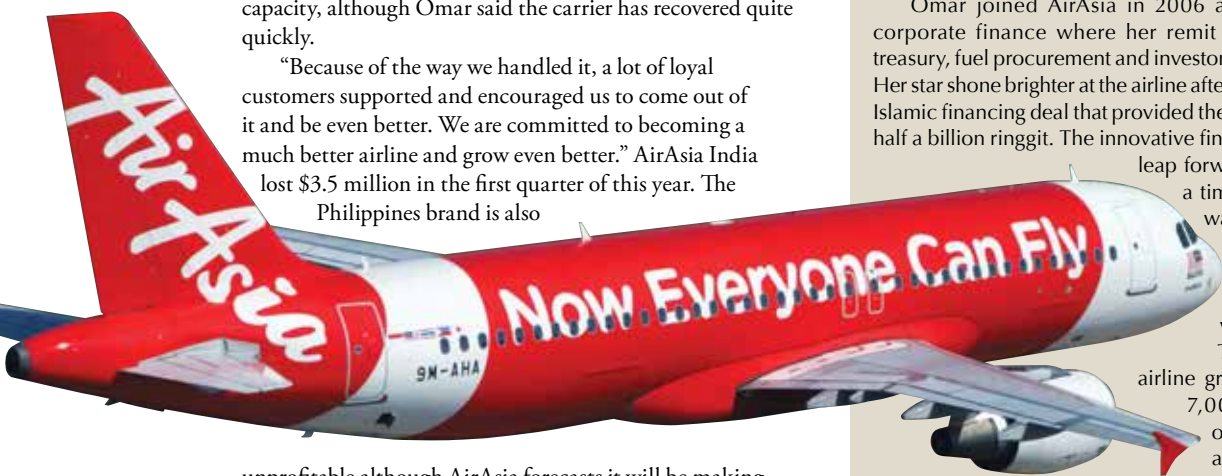 capacity, although Omar said the carrier has recovered quite
quickly.
“Because of the way we handled it, a lot of loyal
customers supported and encouraged us to come out of
it and be even better. We are committed to becoming a
much better airline and grow even better.” AirAsia India
lost $3.5 million in the first quarter of this year. The
Philippines brand is also
unprofitable although AirAsia forecasts it will be making
Air Asia
Now Everyone Can Fly
9M-AHA
Omar joined AirAsia in 2006 a
corporate finance where her remit
treasury, fuel procurement and investor
Her star shone brighter at the airline afte
Islamic financing deal that provided the
half a billion ringgit. The innovative fin
leap forw
a tim
wa
airline gr
7,00
o
a